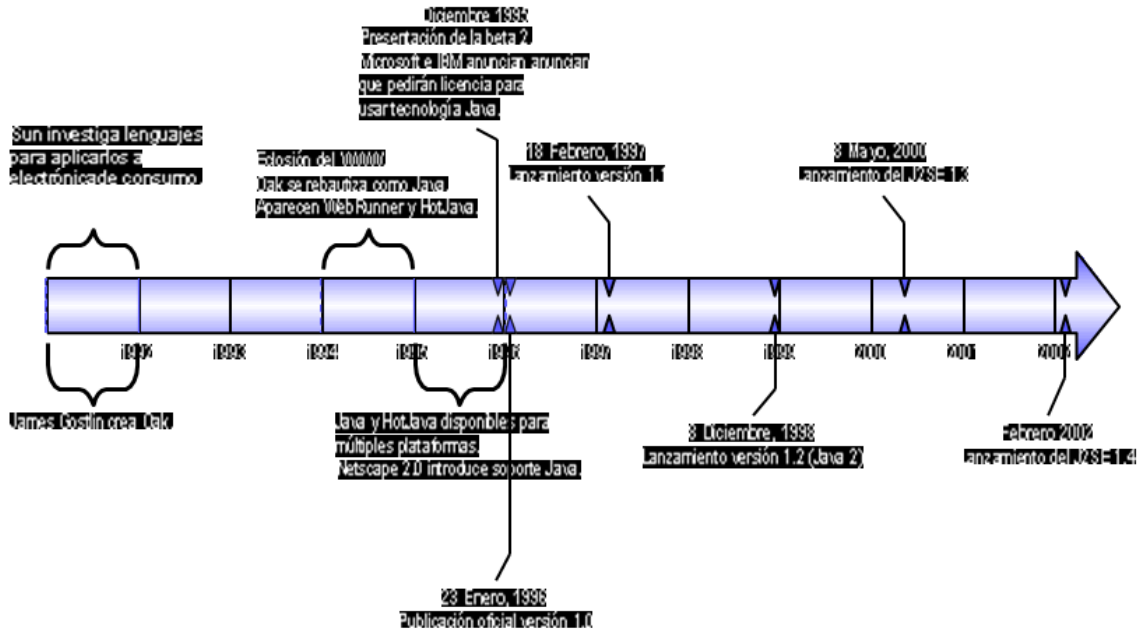 Diciembre 1995
Presentación de la beta 2.
Microsoft e IBM anuncian anuncian
que pedirán licencia para
usar tecnología Java.
Sun investiga lenguajes
para aplicarlos a
electrónicade consumo.
Eclosión del WWW
Oak se rebautiza como Java.
Aparecen WebRunner y HotJava.
18 Febrero, 1997
Lanzamiento versión 1.1
8 Mayo, 2000
Lanzamiento del J2SE 1.3
1992
1993
1994
1995
1996
1997
1998
1999
2000
2001
2002
James Gostlin crea Oak.
Java y HotJava disponibles para
múltiples plataformas.
Netscape 2.0 introduce soporte Java.
8 Diciembre, 1998
Lanzamiento versión 1.2 (Java 2)
Febrero 2002
Lanzamiento del J2SE 1.4
23 Enero, 1996
Publicación oficial versión 1.0